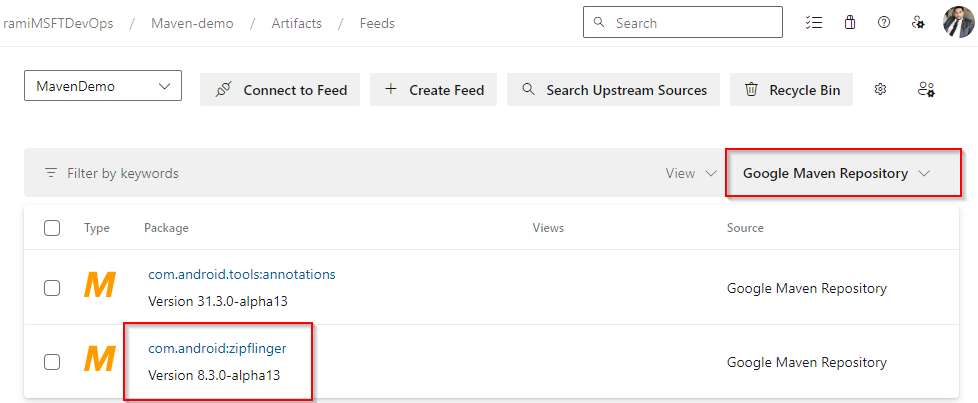 ramiMSFTDevOps / Maven-demo / Artifacts / Feeds Search
MavenDemo Connect to Feed Create Feed Search Upstream Sources Recycle Bin
Filter by keywords View Google Maven Repository
Type Package Views Source
M com.android.tools:annotations
Version 31.3.0-alpha13 Google Maven Repository
M com.android:zipflinger
Version 8.3.0-alpha13 Google Maven Repository